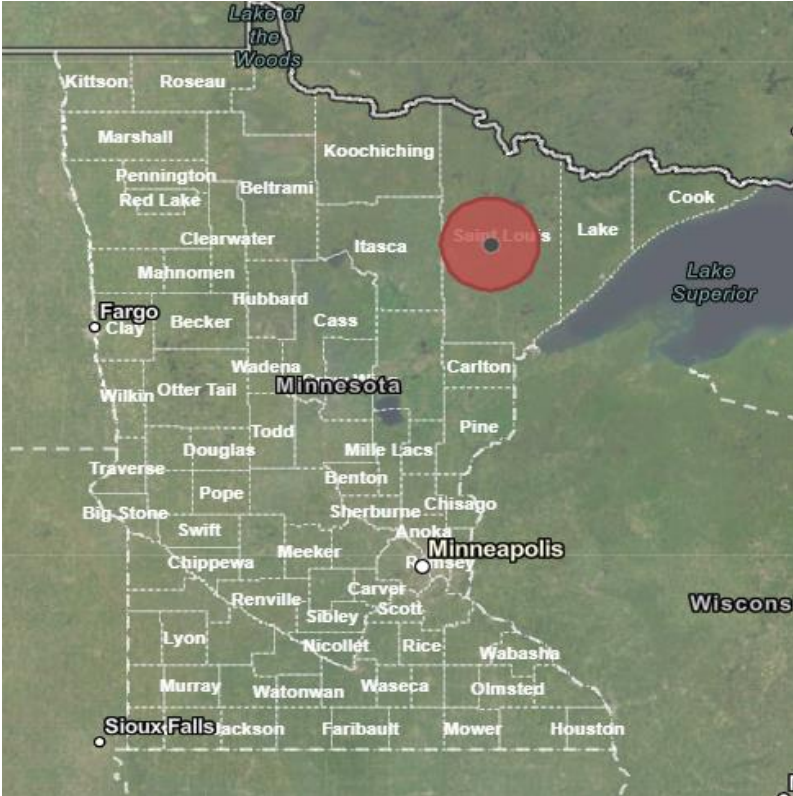 Lake of
the
Woods
Kittson
Roseau
Marshall
Koochiching
Pennington
Beltrami
Red Lake
Cook
Saint Louis
Lake
Clearwater
Itasca
Mahnomen
Lake
Superior
Hubbard
Fargo
Clay
Becker
Cass
Wadena
Carlton
Minnesota
Wilkin
Otter Tail
Pine
Todd
Douglas
Mille Lacs
Traverse
Benton
Pope
Big Stone
Sherburne
Chisago
Swift
Anoka
Meeker
Minneapolis
Chippewa
Ramsey
Carver
Renville
Scott
Wiscons
Sibley
Lyon
Nicollet
Rice
Wabasha
Murray
Watonwan
Waseca
Olmsted
Sioux Falls
Jackson
Faribault
Mower
Houston